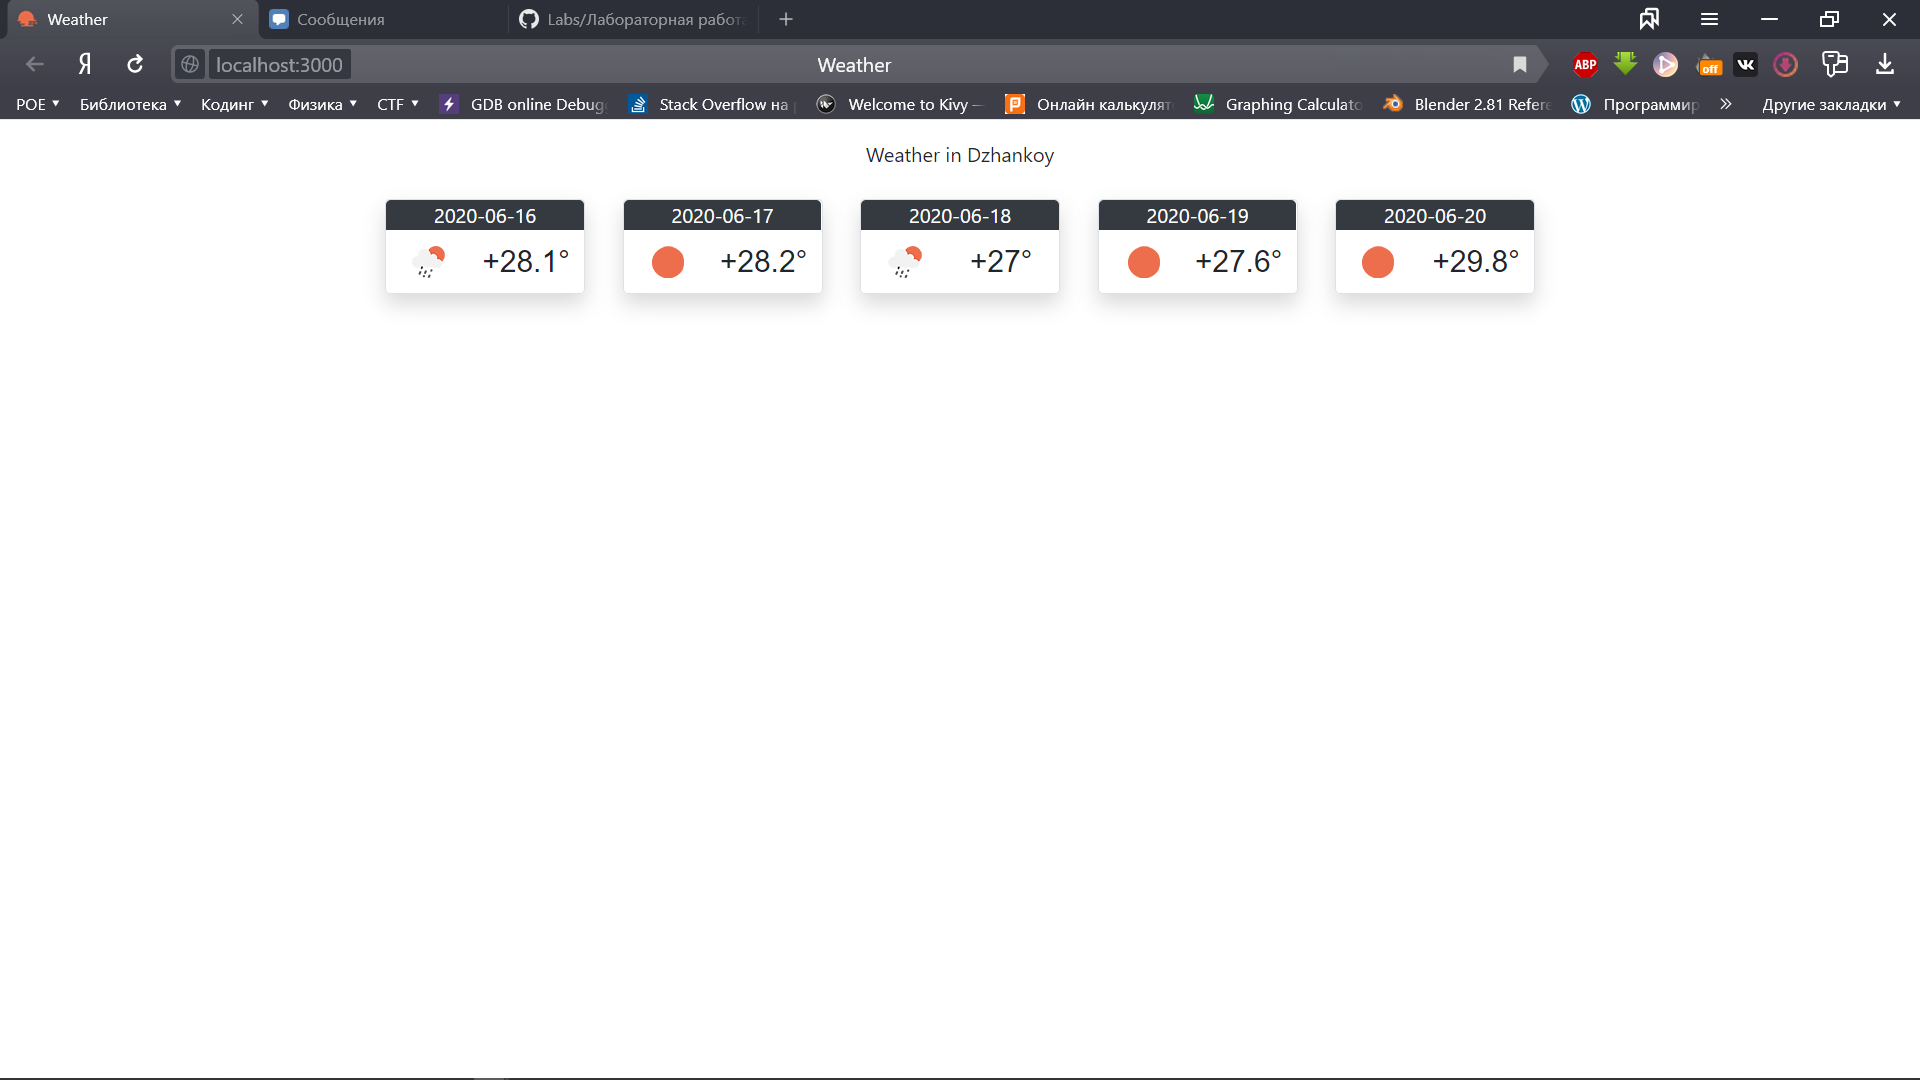 Weather
Сообщения
Labs/Лабораторная работа
Я
localhost:3000
Weather
ABP
off
POE
Библиотека
Кодинг
Физика
CTF
GDB online Debug
Stack Overflow на
Welcome to Kivy —
Онлайн калькулят
Graphing Calculato
Blender 2.81 Refere
Программир
Другие закладки
Weather in Dzhankoy
2020-06-16
+28.1°
2020-06-17
+28.2°
2020-06-18
+27°
2020-06-19
+27.6°
2020-06-20
+29.8°